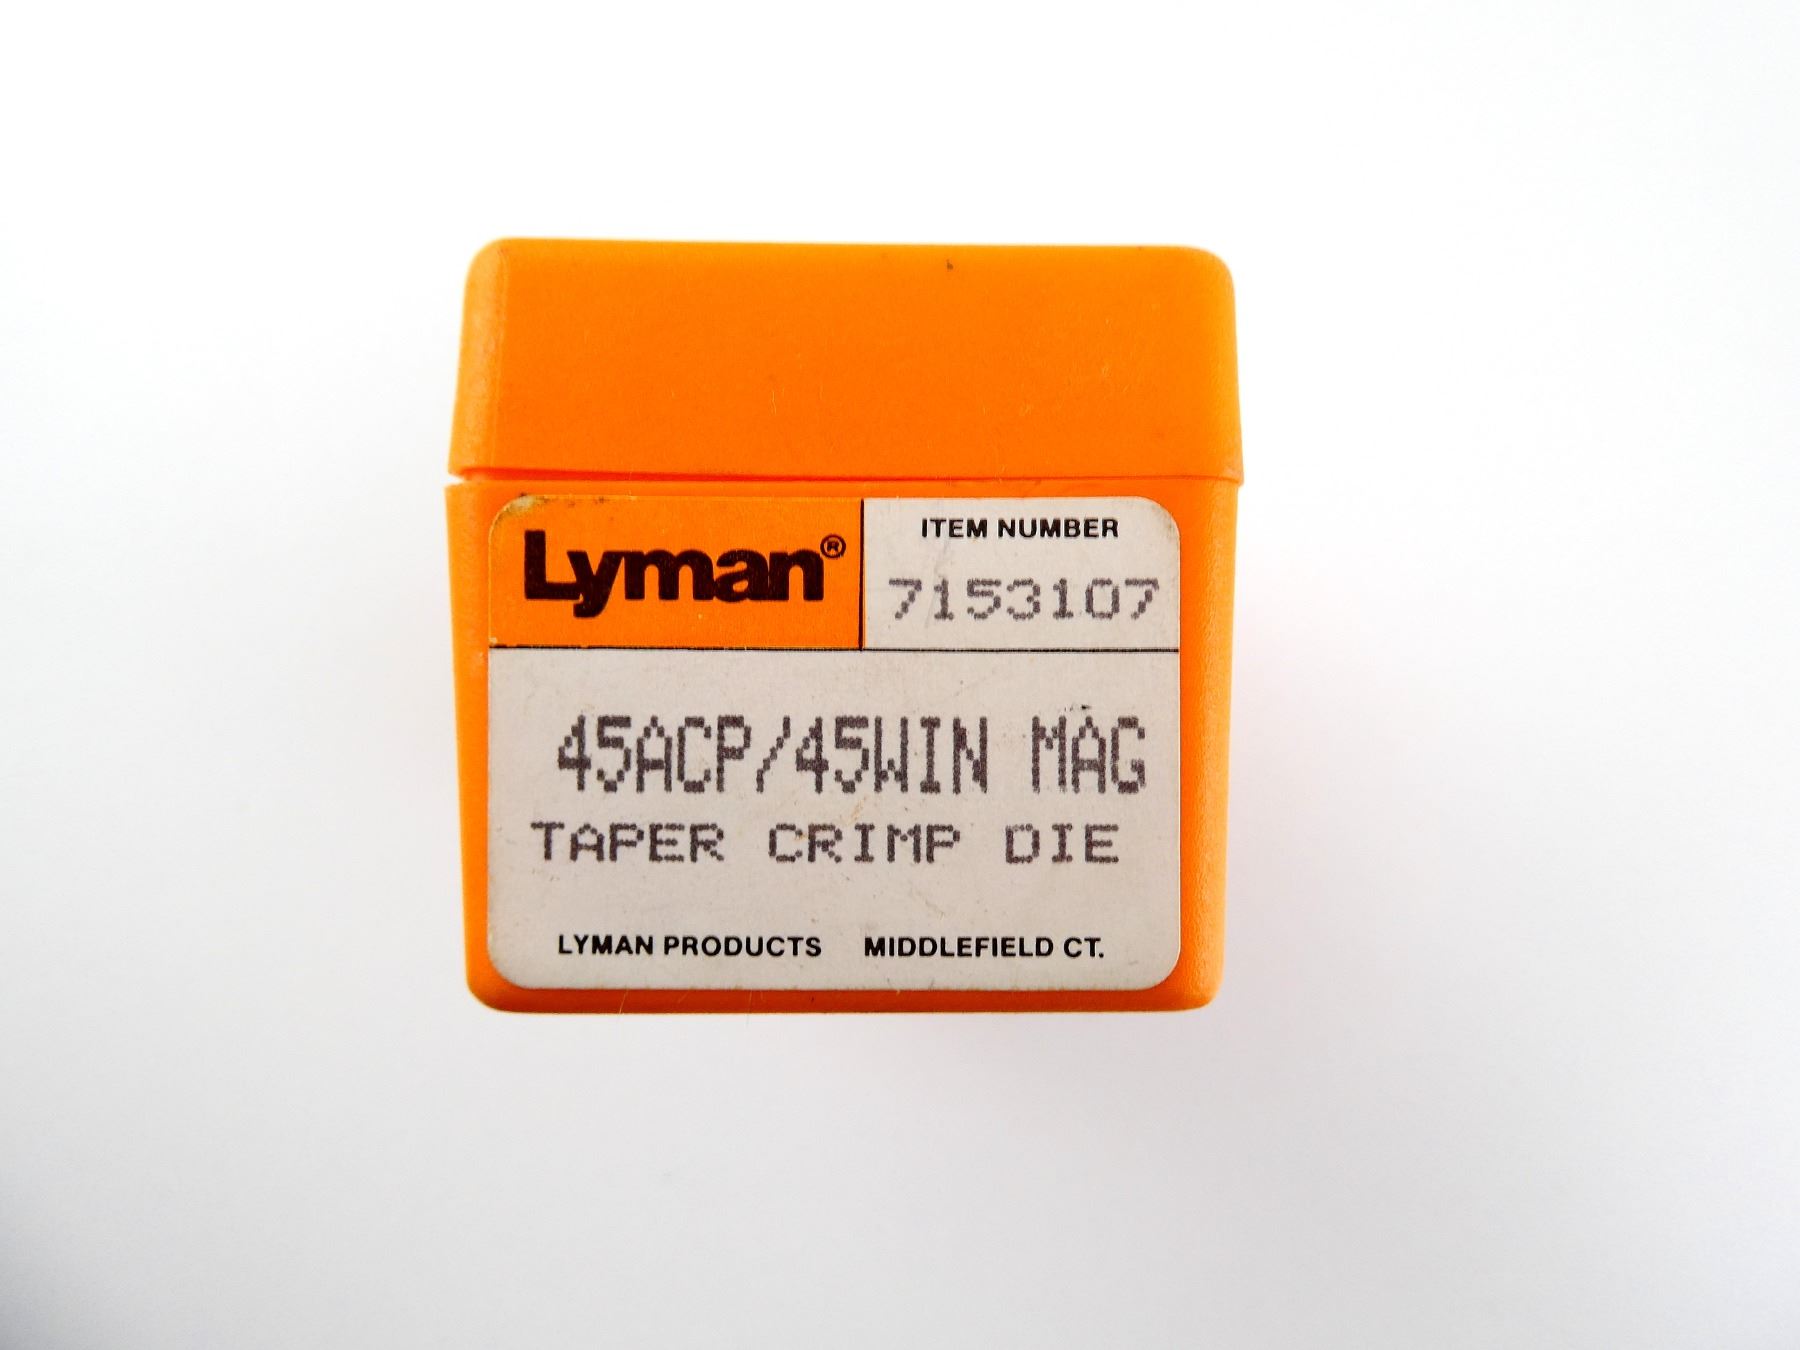 Lyman®
ITEM NUMBER
7153107
45ACP/45WIN MAG
TAPER CRIMP DIE
LYMAN PRODUCTS MIDDLEFIELD CT.